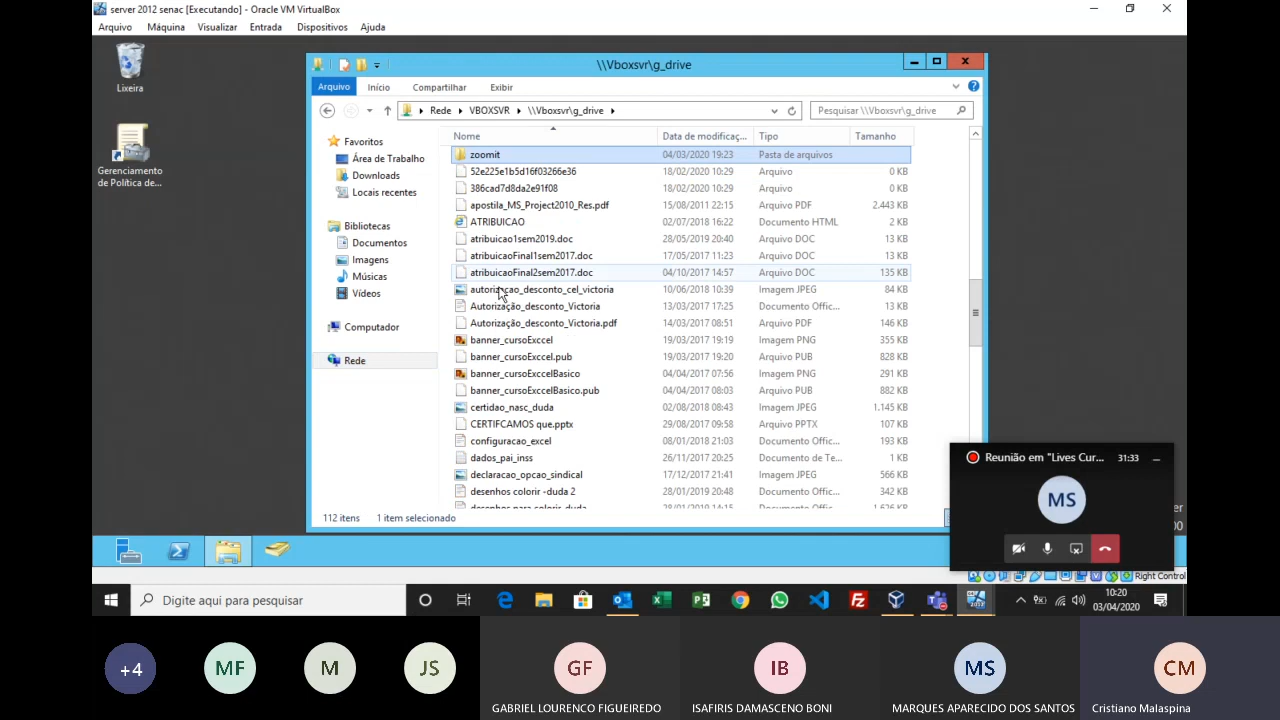 server 2012 senac [Executando] - Oracle VM VirtualBox
Arquivo Máquina Visualizar Entrada Dispositivos Ajuda
Lixeira
Gerenciamento
de Política de...
\\Vboxsvr\g_drive
Arquivo Início Compartilhar Exibir
Rede VBOXSVR \\Vboxsvr\g_drive
Pesquisar \\Vboxsvr\g_drive
Favoritos
Área de Trabalho
Downloads
Locais recentes
Bibliotecas
Documentos
Imagens
Músicas
Vídeos
Computador
Rede
Nome Data de modificaç... Tipo Tamanho
zoomit 04/03/2020 19:23 Pasta de arquivos
52e225e1b5d16f03266e36 18/02/2020 10:29 Arquivo 0 KB
386cad7d8da2e91f08 18/02/2020 10:29 Arquivo 0 KB
apostila_MS_Project2010_Res.pdf 15/08/2011 22:15 Arquivo PDF 2.443 KB
ATRIBUICAO 02/07/2018 16:22 Documento HTML 2 KB
atribuicao1sem2019.doc 28/05/2019 20:40 Arquivo DOC 13 KB
atribuicaoFinal1sem2017.doc 17/05/2017 11:23 Arquivo DOC 13 KB
atribuicaoFinal2sem2017.doc 04/10/2017 14:57 Arquivo DOC 135 KB
autorizacao_desconto_cel_victoria 10/06/2018 10:39 Imagem JPEG 84 KB
Autorização_desconto_Victoria 13/03/2017 17:25 Documento Offic... 39 KB
Autorização_desconto_Victoria.pdf 14/03/2017 08:51 Arquivo PDF 146 KB
banner_cursoExccel 19/03/2017 19:19 Imagem PNG 355 KB
banner_cursoExccel.pub 19/03/2017 19:20 Arquivo PUB 828 KB
banner_cursoExccelBasico 04/04/2017 07:56 Imagem PNG 291 KB
banner_cursoExccelBasico.pub 04/04/2017 08:03 Arquivo PUB 882 KB
certidao_nasc_duda 02/08/2018 08:43 Imagem JPEG 1.145 KB
CERTIFCAMOS que.pptx 29/08/2017 09:58 Arquivo PPTX 107 KB
configuracao_excel 08/01/2018 21:03 Documento Offic... 193 KB
dados_pai_inss 26/11/2017 20:25 Documento de Te... 1 KB
declaracao_opcao_sindical 17/12/2017 21:41 Imagem JPEG 566 KB
desenhos colorir -duda 2 28/01/2019 20:48 Documento Offic... 342 KB
112 itens 1 item selecionado
Reunião em "Lives Cur... 31:33
MS
Right Control
Digite aqui para pesquisar
10:20
03/04/2020
+4 MF M JS GF IB MS CM
GABRIEL LOURENCO FIGUEIREDO ISAFIRIS DAMASCENO BONI MARQUES APARECIDO DOS SANTOS Cristiano Malaspina